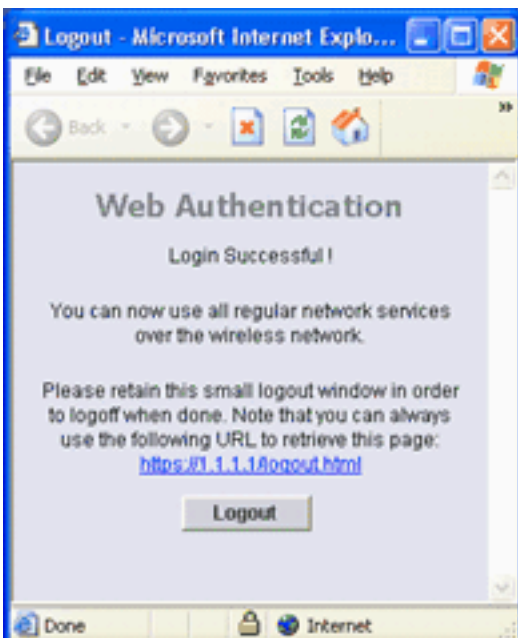 Logout - Microsoft Internet Explo...
File Edit View Favorites Tools Help
Back
Web Authentication
Login Successful !
You can now use all regular network services
over the wireless network.
Please retain this small logout window in order
to logoff when done. Note that you can always
use the following URL to retrieve this page:
https://1.1.1.1/logout.html
Logout
Done Internet